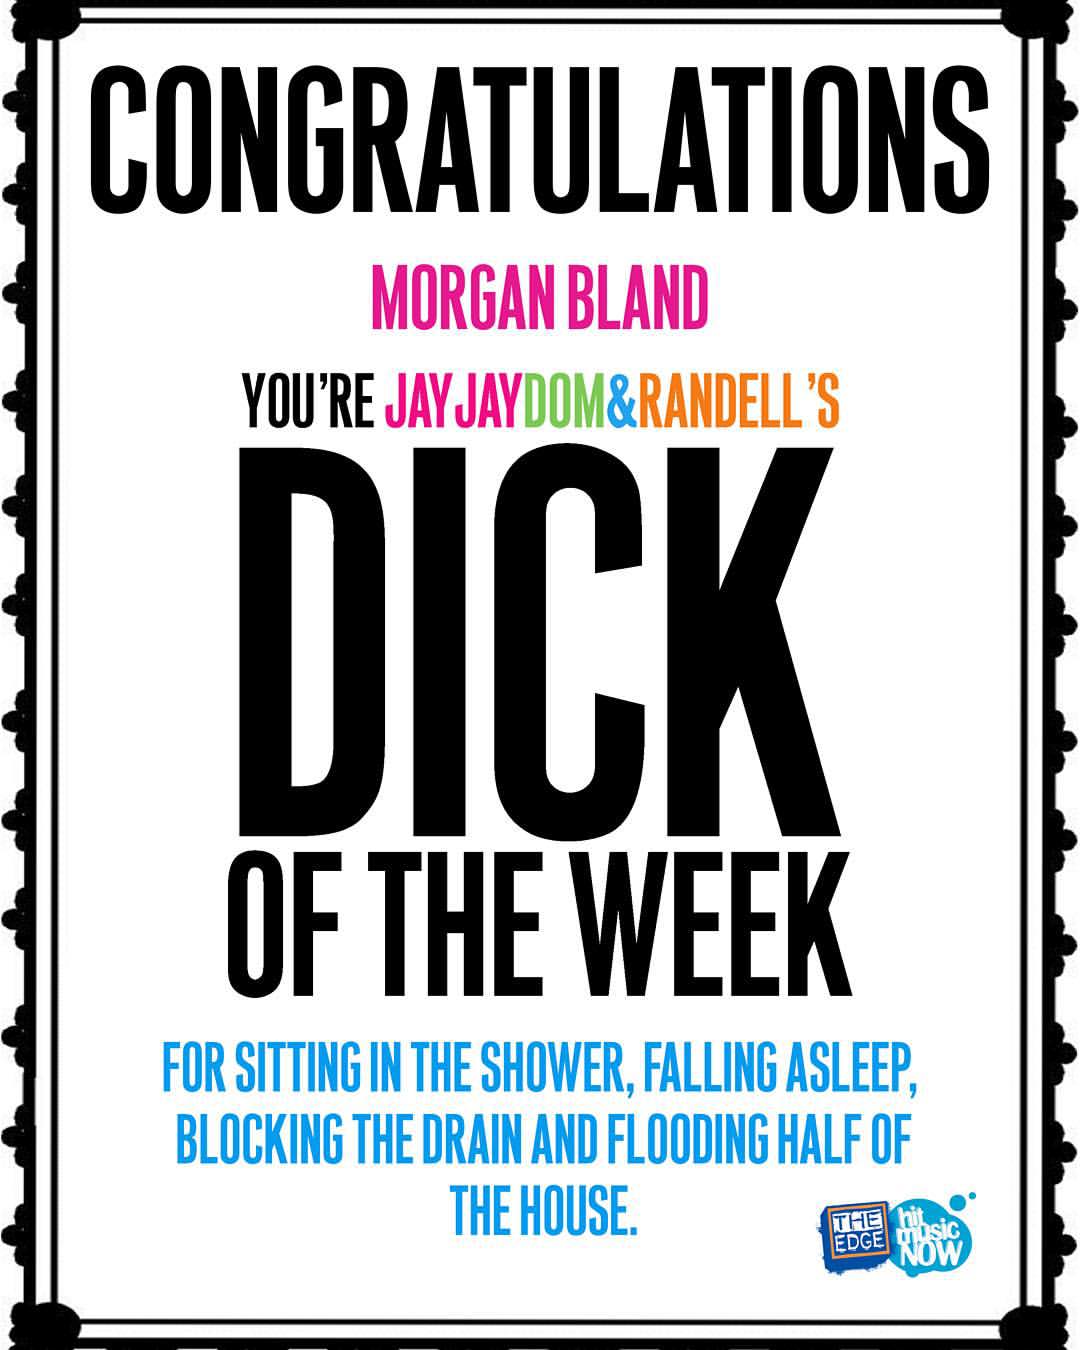 CONGRATULATIONS
MORGAN BLAND
YOU'RE JAYJAYDOM&RANDELL'S
DICK
OF THE WEEK
FOR SITTING IN THE SHOWER, FALLING ASLEEP,
BLOCKING THE DRAIN AND FLOODING HALF OF
THE HOUSE.
THE
EDGE
hit
music
NOW